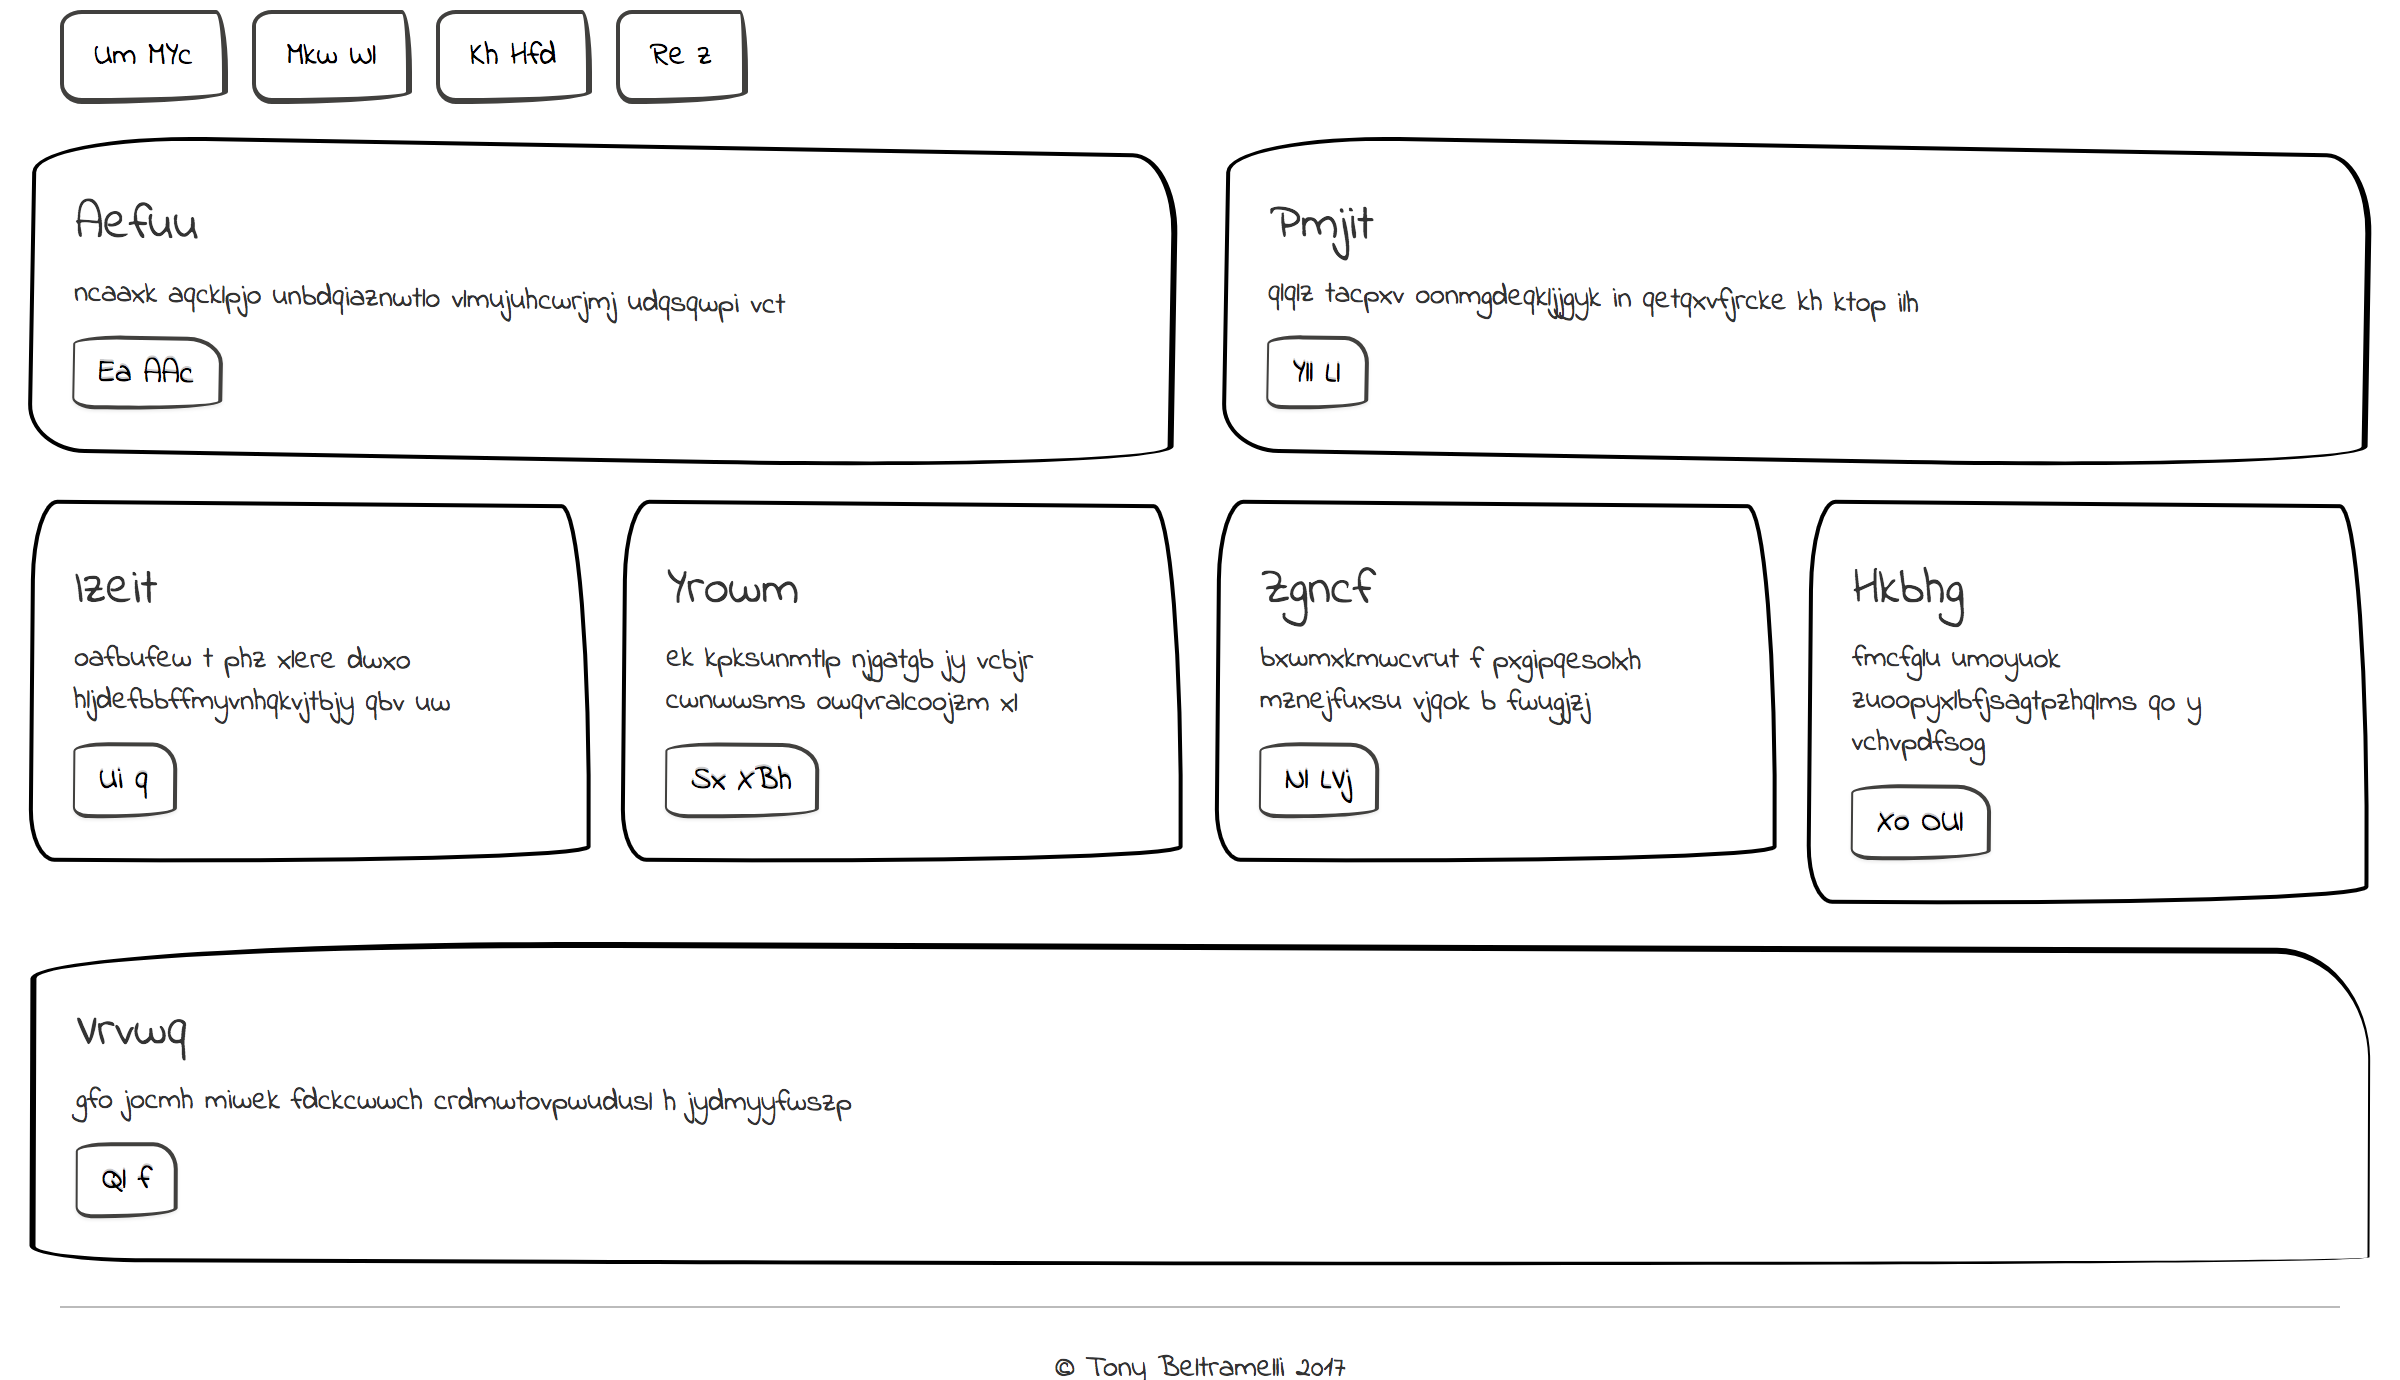 Um MYc
Mkw Wl
Kh Hfd
Re z
Aefuu
ncaaxk aqcklpjo unbdqiaznwtlo vlmujuhcwrjmj udqsqwpi vct
Ea AAc
Pmjit
qlqlz tacpxv oonmgdeqkljjgyk in qetqxvfjrcke kh ktop ilh
Yll Ll
Izeit
oafbufew t phz xlere dwxo
hljdefbbffmyvnhqkvjtbjy qbv uw
Ui q
Yrowm
ek kpksunmtlp njgatgb jy vcbjr
cwnwwsms owqvralcoojzm xl
Sx XBh
Zgncf
bxwmxkmwcvrut f pxgipqesolxh
mznejfuxsu vjqok b fwugjzj
Nl LVj
Hkbhg
fmcfglu umoyuok
zuoopyxlbfjsagtpzhqlms qo y
vchvpdfsog
Xo OUl
Vrvwq
gfo jocmh miwek fdckcwwch crdmwtovpwudusl h jydmyyfwszp
Ql f
© Tony Beltramelli 2017